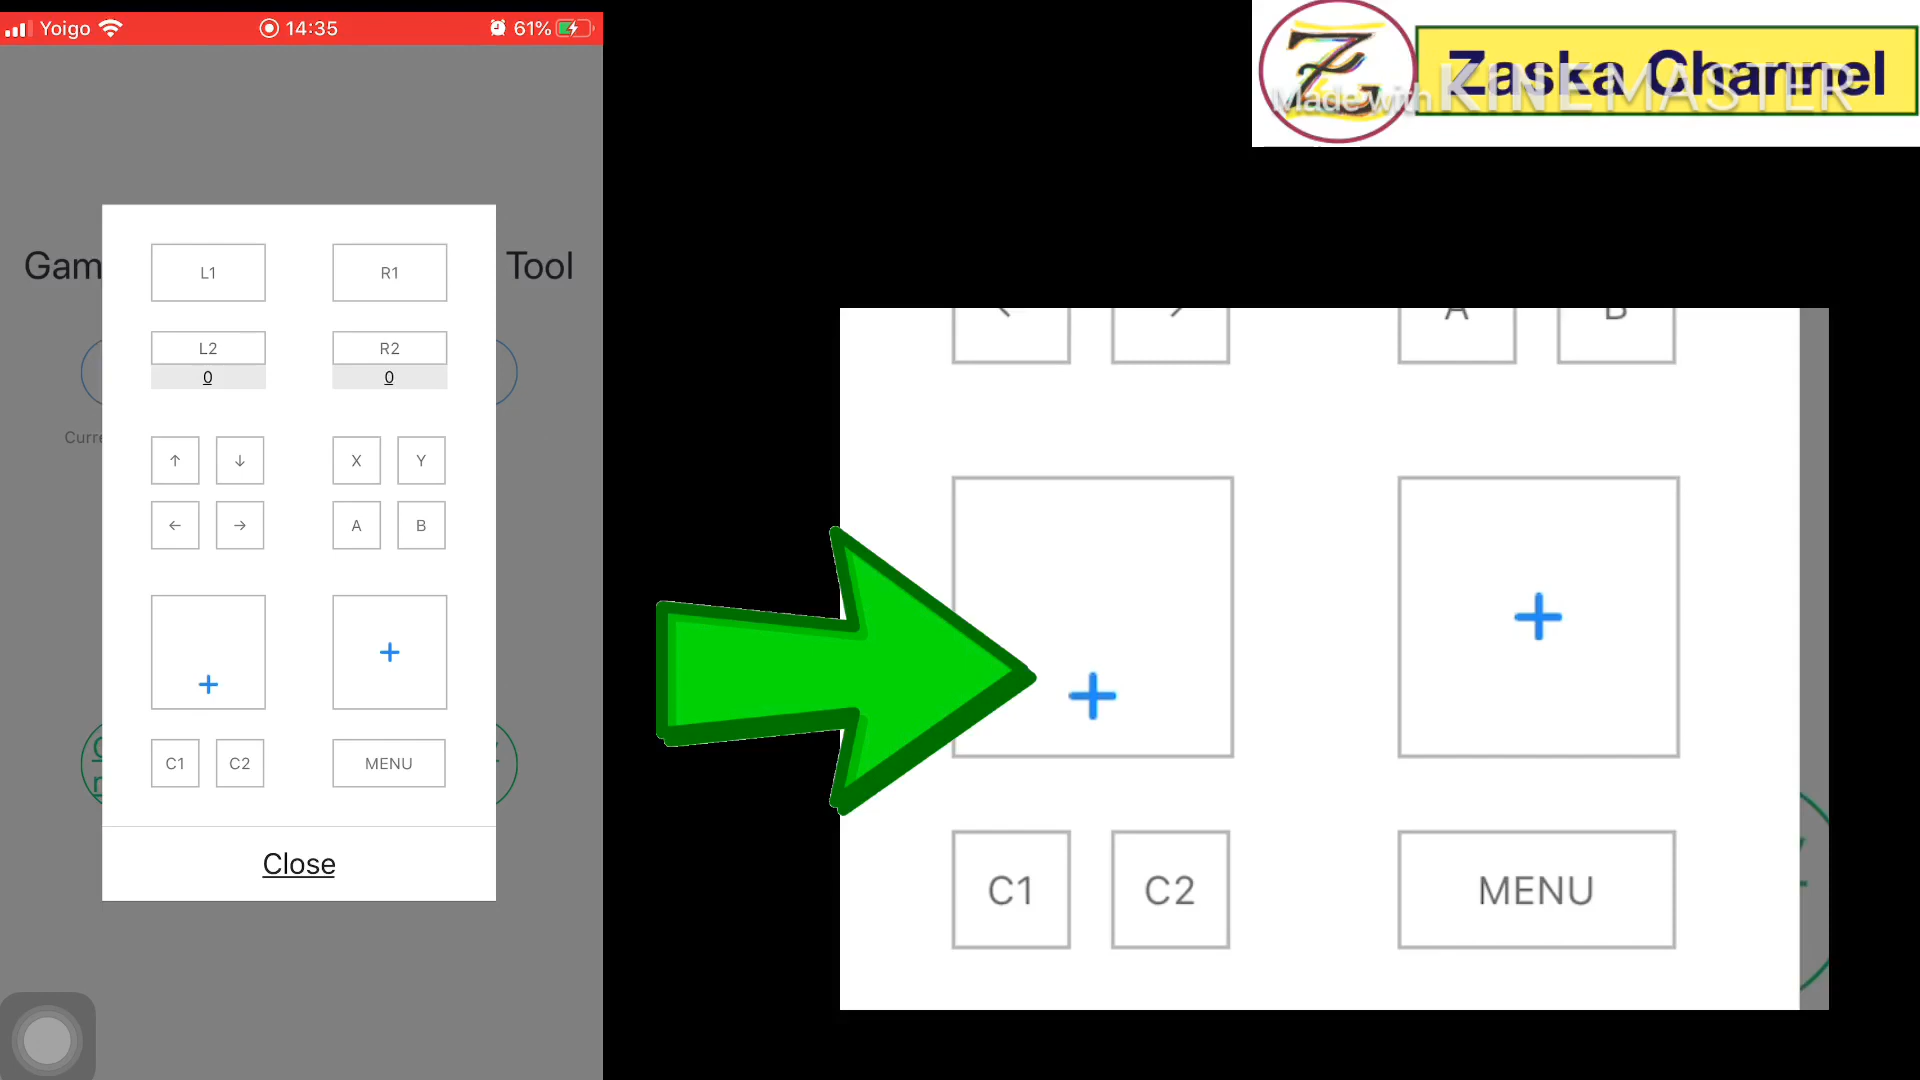 Yoigo 14:35 61%
Zaska Channel
Made with KINEMASTER
Gam Tool
L1 R1
L2 R2
0 0
Curre
↑ ↓ X Y
← → A B
+ +
C1 C2 MENU
Close
← → A B
+ +
C1 C2 MENU